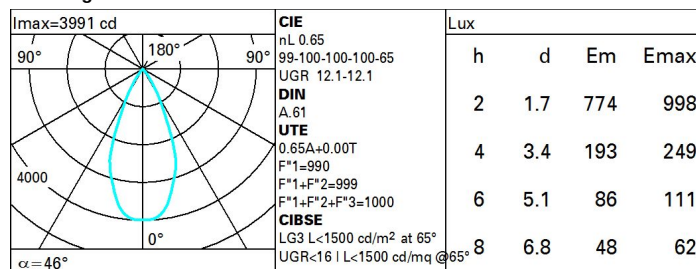 Imax=3991 cd
90° 180° 90°
4000
0°
α=46°
CIE
nL 0.65
99-100-100-100-65
UGR 12.1-12.1
DIN
A.61
UTE
0.65A+0.00T
F"1=990
F"1+F"2=999
F"1+F"2+F"3=1000
CIBSE
LG3 L<1500 cd/m² at 65°
UGR<16 | L<1500 cd/mq @65°
Lux
h d Em Emax
2 1.7 774 998
4 3.4 193 249
6 5.1 86 111
8 6.8 48 62